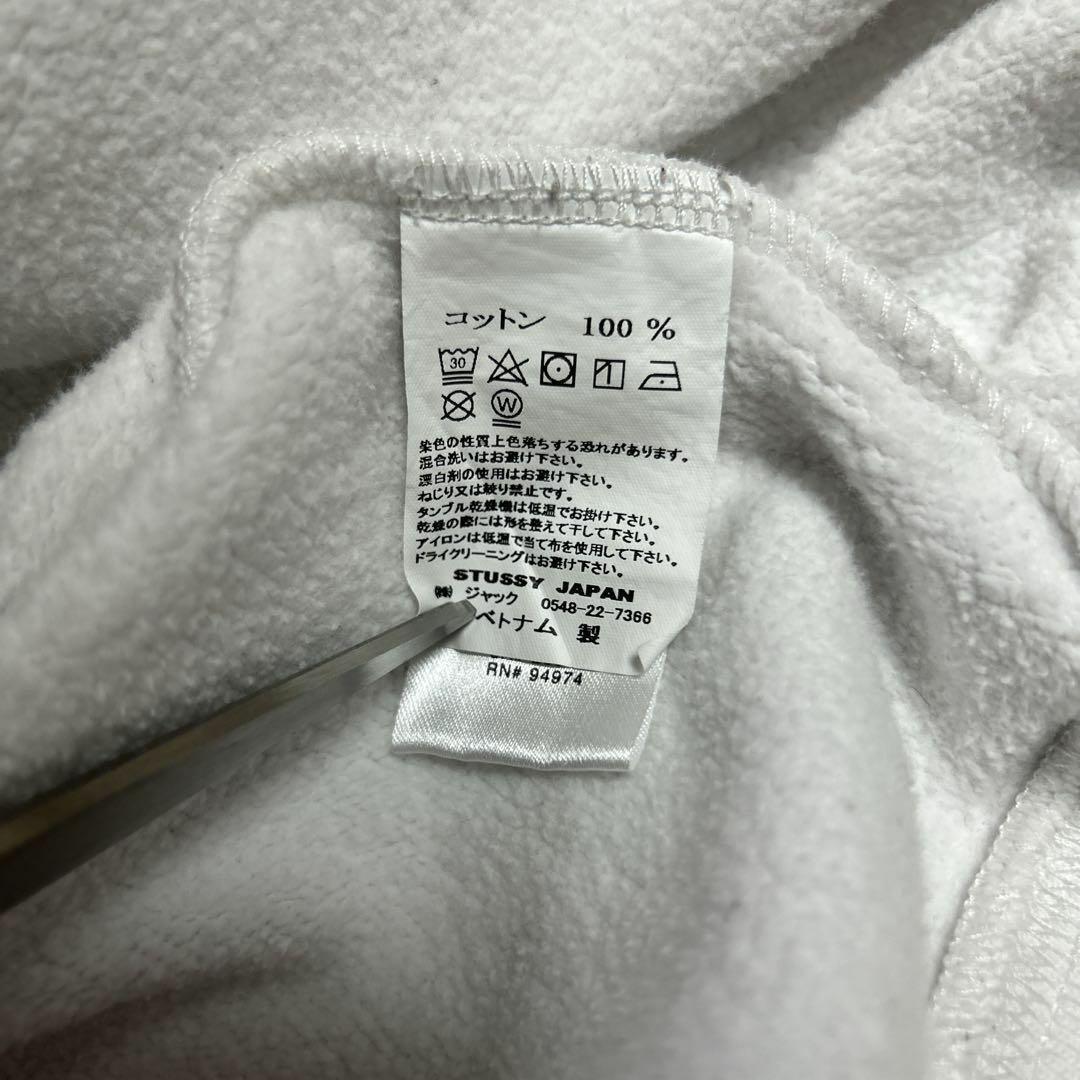 コットン 100 %
30
W
染色の性質上色落ちする恐れがあります。
混合洗いはお避け下さい。
漂白剤の使用はお避け下さい。
ねじり又は絞り禁止です。
タンブル乾燥機は低温でお掛け下さい。
乾燥の際には形を整えて干して下さい。
アイロンは低温で当て布を使用して下さい。
ドライクリーニングはお避け下さい。
STUSSY JAPAN
㈱ ジャック 0548-22-7366
ベトナム 製
RN# 94974